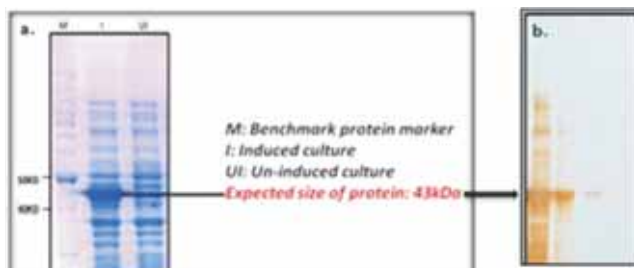 a.
M I UI
M: Benchmark protein marker
I: Induced culture
UI: Un-induced culture
Expected size of protein: 43kDa
50KD
40KD
b.